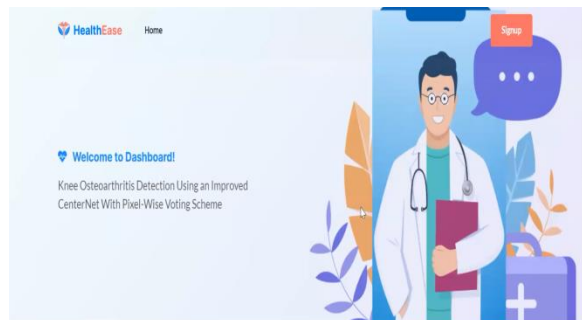 HealthEase
Home
Signup
Welcome to Dashboard!
Knee Osteoarthritis Detection Using an Improved
CenterNet With Pixel-Wise Voting Scheme